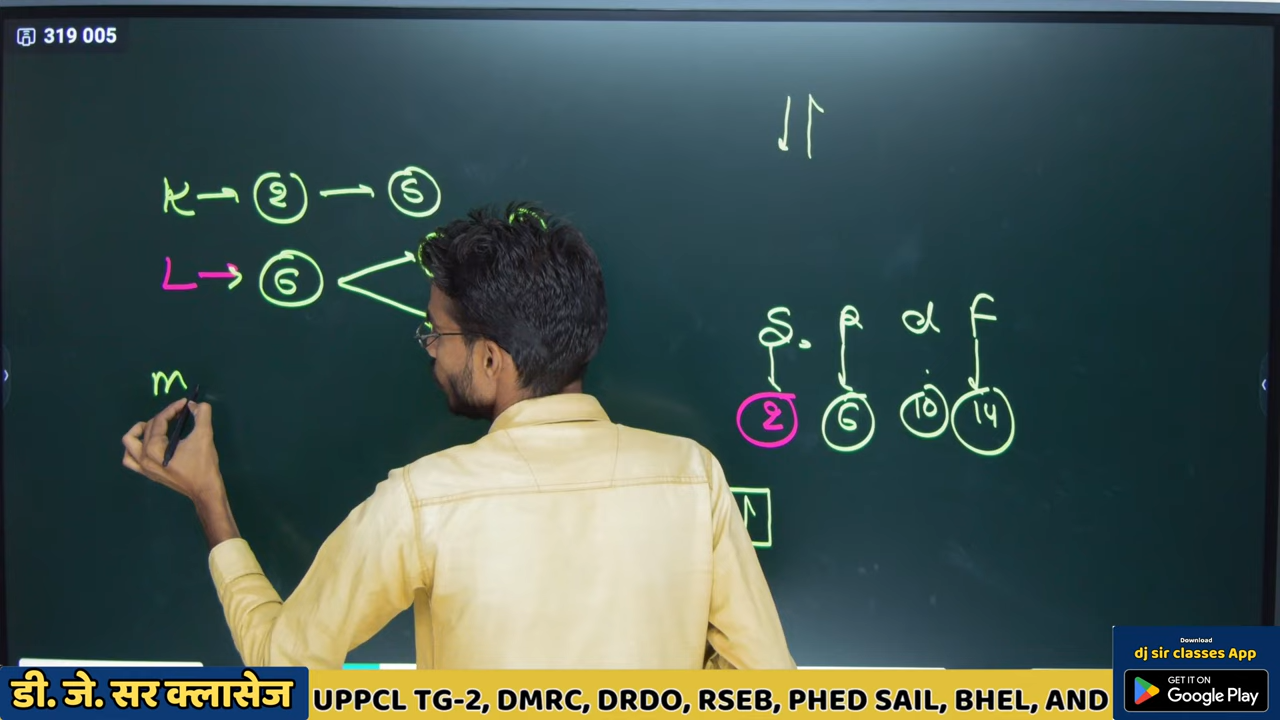 319 005
K → 2 → S
L → 6
m
S. p d f
2 6 10 14
डी. जे. सर क्लासेज
UPPCL TG-2, DMRC, DRDO, RSEB, PHED SAIL, BHEL, AND
Download
dj sir classes App
GET IT ON
Google Play